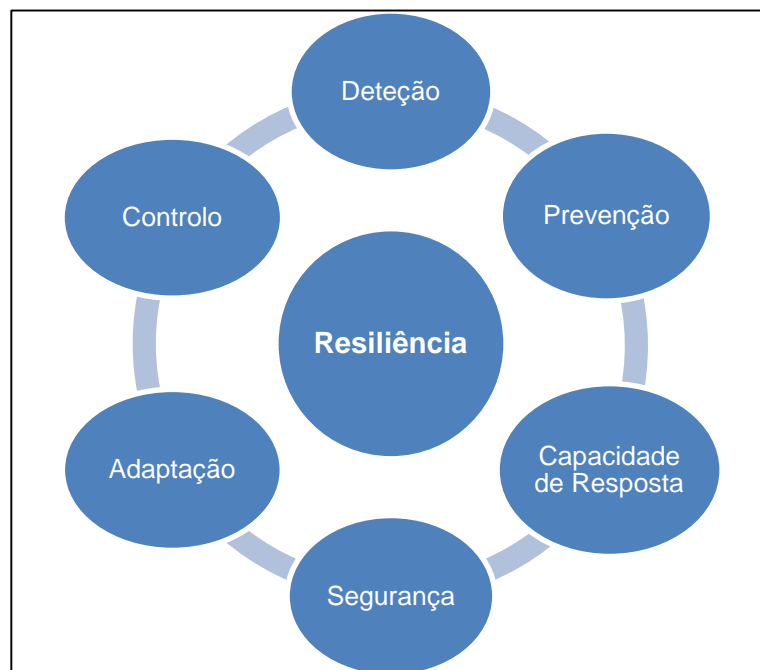 Deteção
Controlo
Prevenção
Resiliência
Adaptação
Capacidade
de Resposta
Segurança